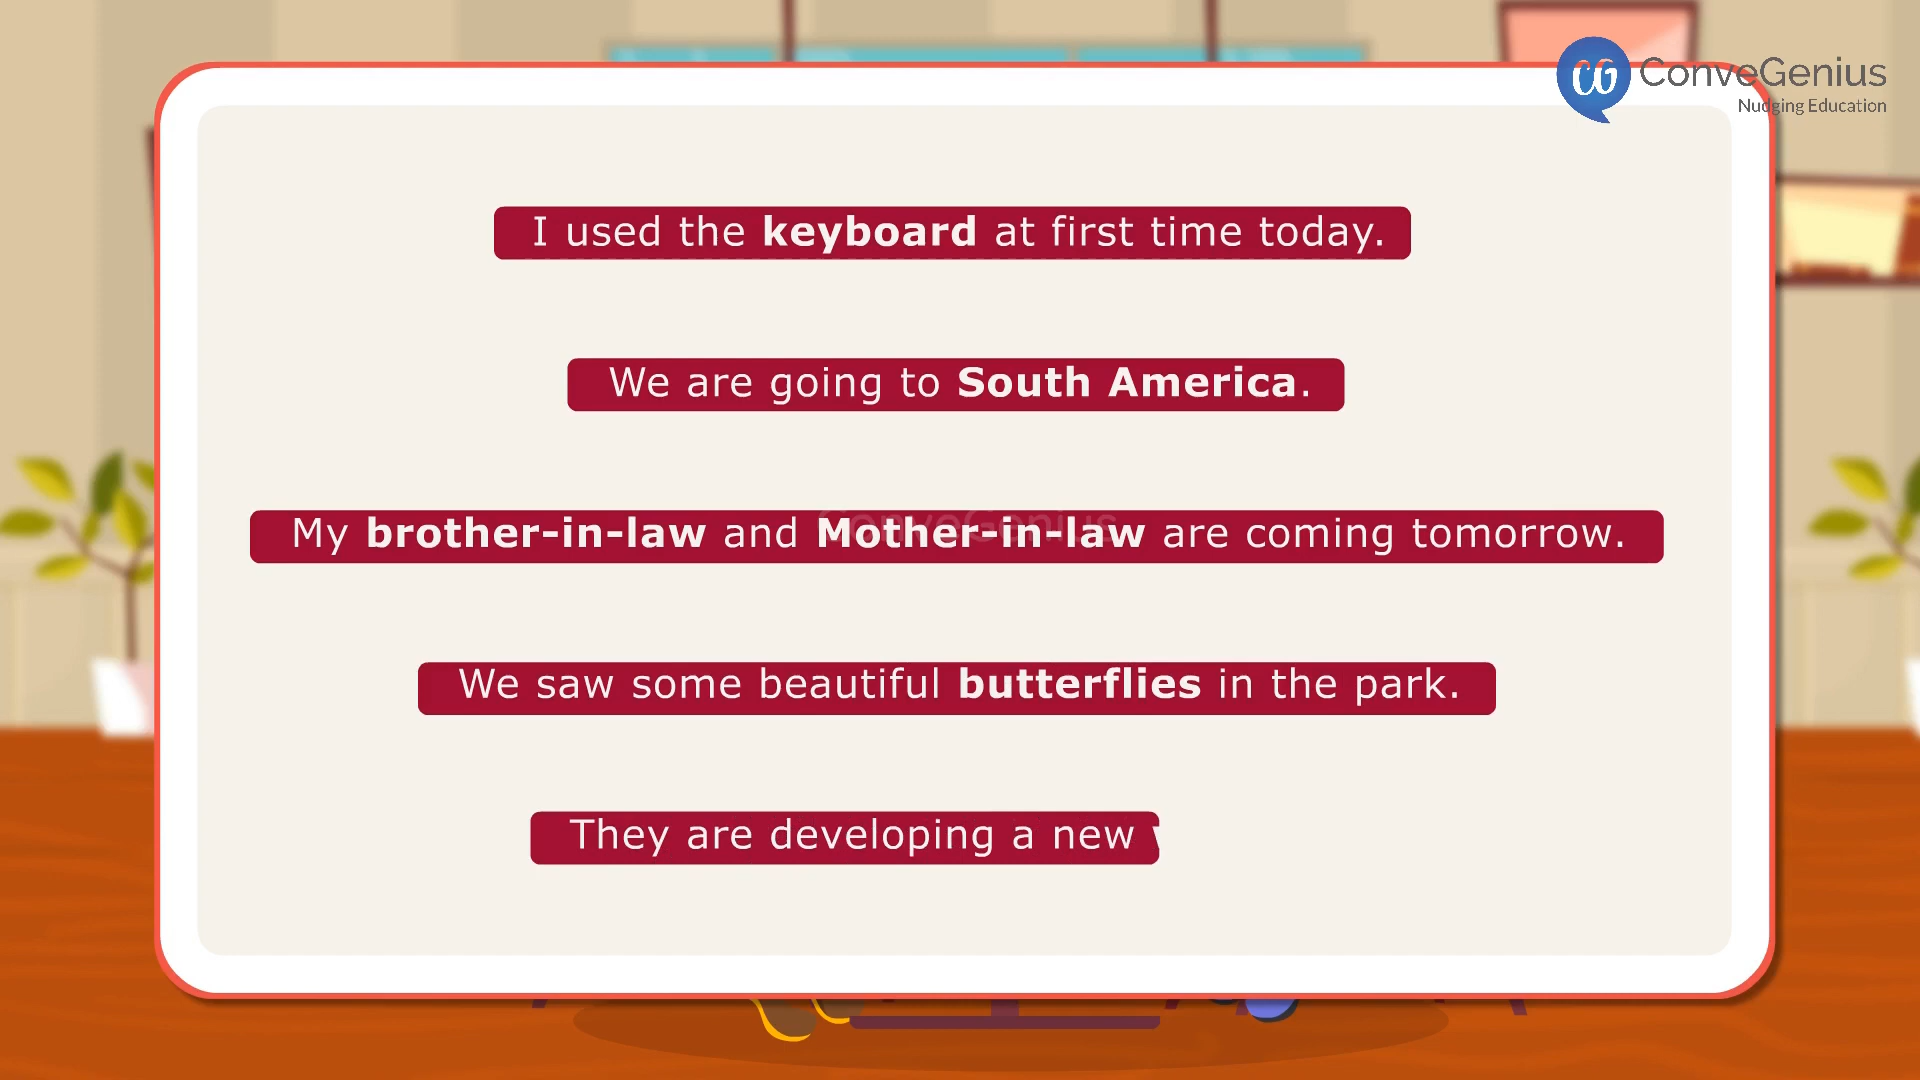 ConveGenius
Nudging Education
I used the keyboard at first time today.
We are going to South America.
My brother-in-law and Mother-in-law are coming tomorrow.
ConveGenius
We saw some beautiful butterflies in the park.
They are developing a new